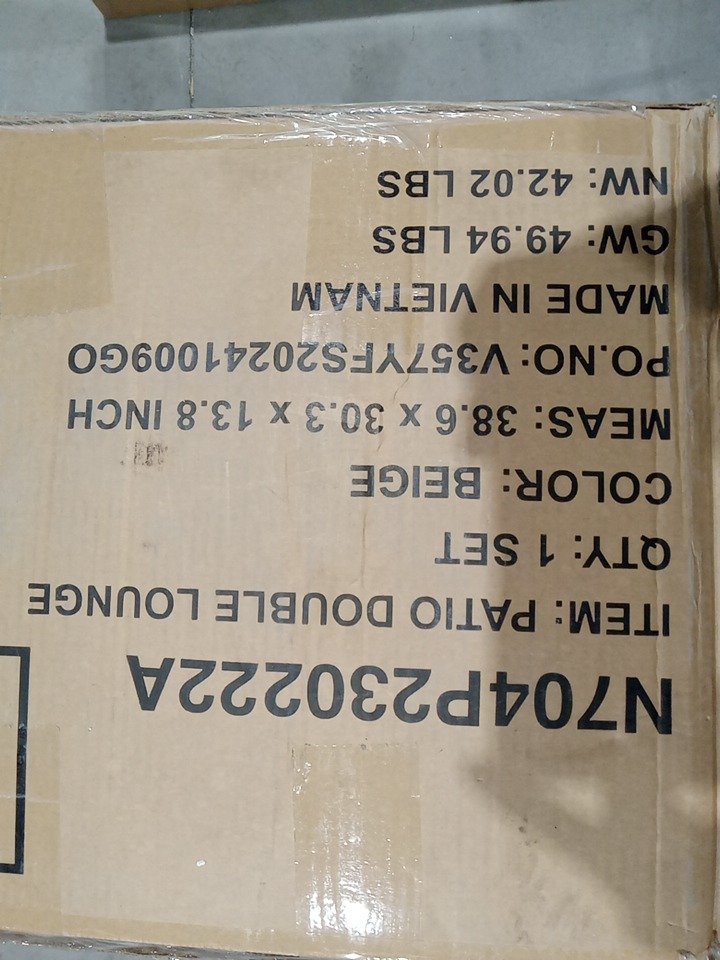 N704P230222A
ITEM: PATIO DOUBLE LOUNGE
QTY: 1 SET
COLOR: BEIGE
MEAS: 38.6 x 30.3 x 13.8 INCH
PO.NO: V357YFS20241009GO
MADE IN VIETNAM
GW: 49.94 LBS
NW: 42.02 LBS